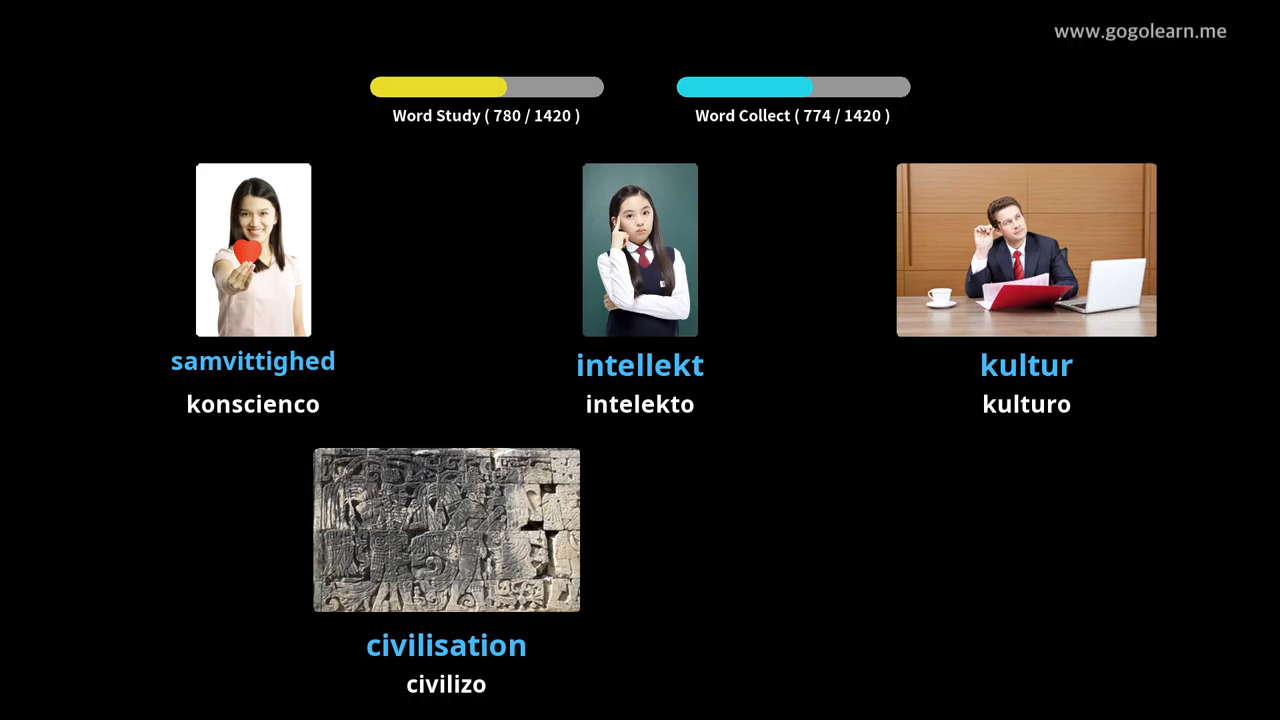 www.gogolearn.me
Word Study ( 780 / 1420 )
Word Collect ( 774 / 1420 )
samvittighed
konscienco
intellekt
intelekto
kultur
kulturo
civilisation
civilizo